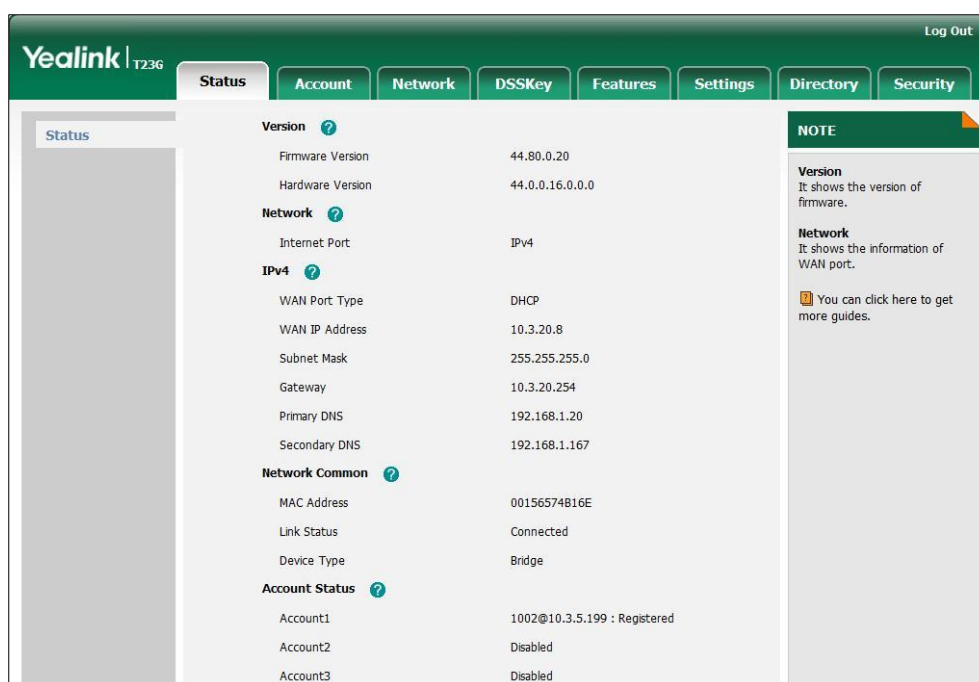 Log Out
Yealink T23G
Status Account Network DSSKey Features Settings Directory Security
Status
Version ?
Firmware Version 44.80.0.20
Hardware Version 44.0.0.16.0.0.0
Network ?
Internet Port IPv4
IPv4 ?
WAN Port Type DHCP
WAN IP Address 10.3.20.8
Subnet Mask 255.255.255.0
Gateway 10.3.20.254
Primary DNS 192.168.1.20
Secondary DNS 192.168.1.167
Network Common ?
MAC Address 00156574B16E
Link Status Connected
Device Type Bridge
Account Status ?
Account1 1002@10.3.5.199 : Registered
Account2 Disabled
Account3 Disabled
NOTE
Version
It shows the version of
firmware.
Network
It shows the information of
WAN port.
? You can click here to get
more guides.